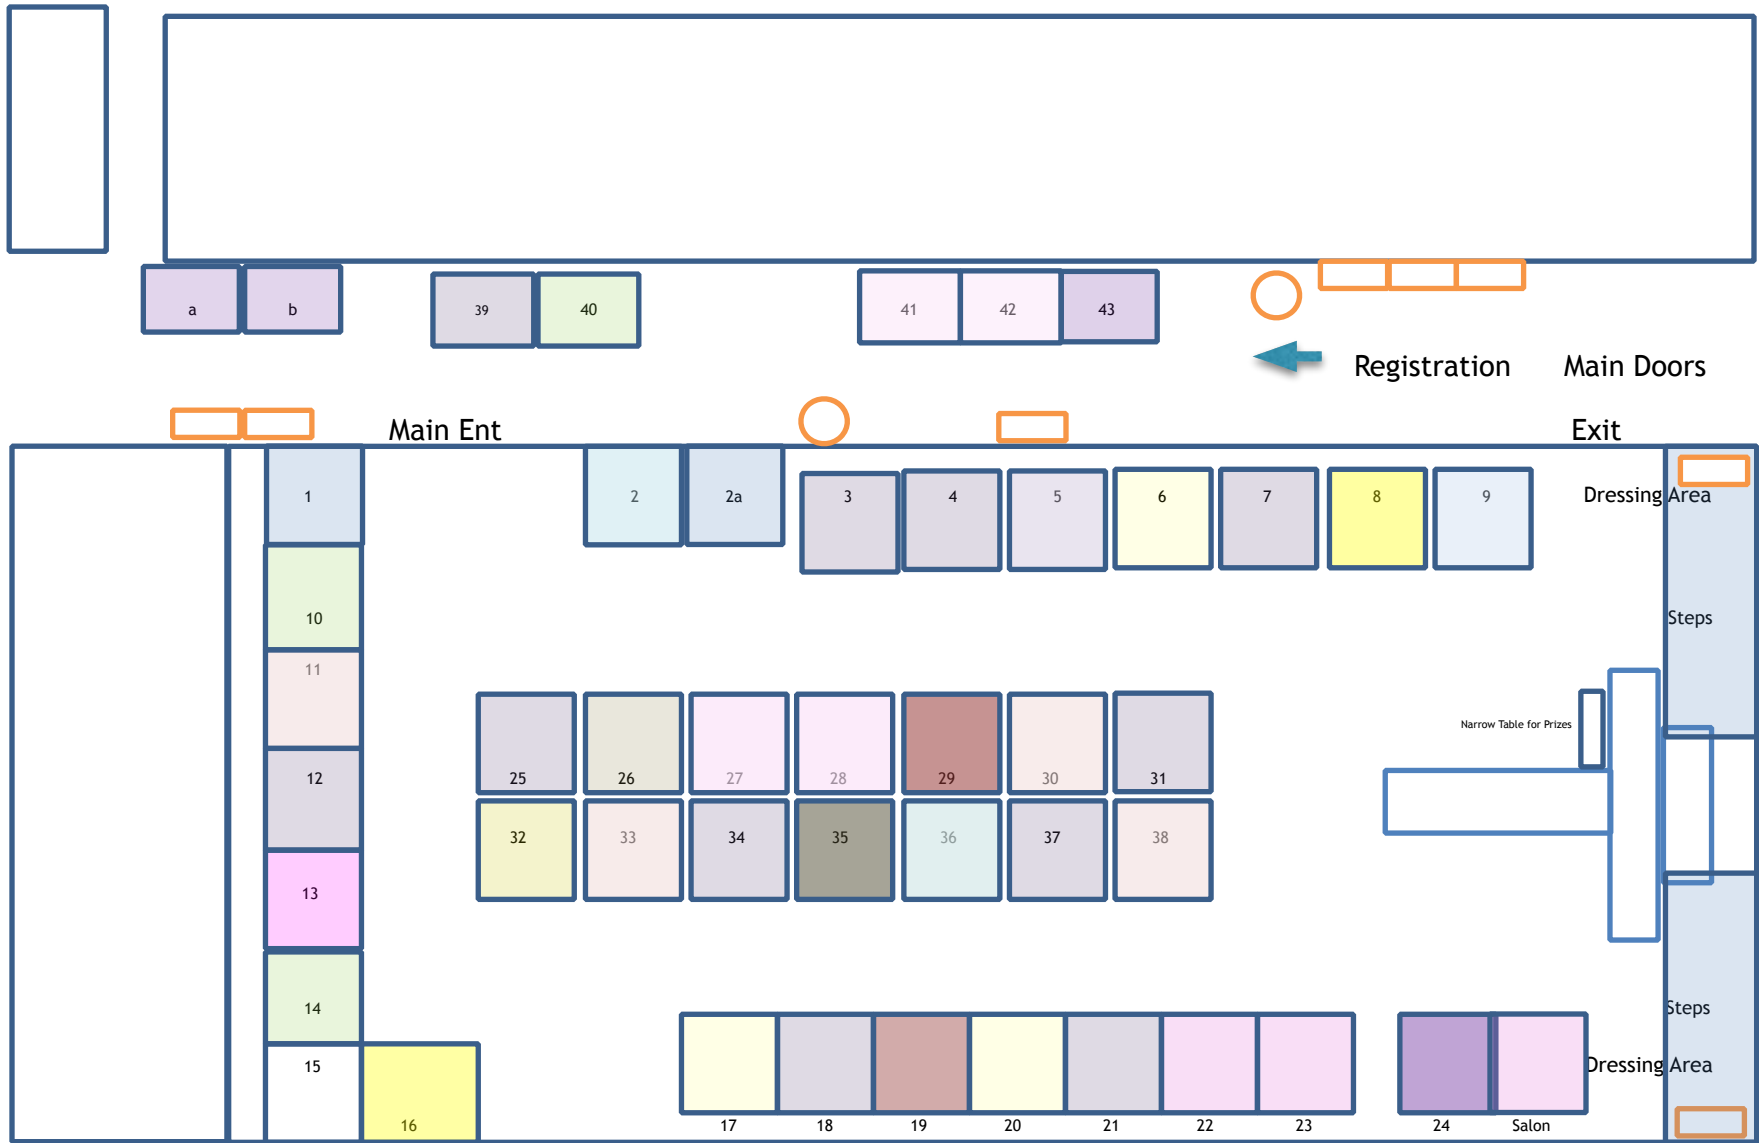 a b 39 40 41 42 43
Registration Main Doors
Main Ent Exit
1 2 2a 3 4 5 6 7 8 9 Dressing Area
10 Steps
11
Narrow Table for Prizes
12 25 26 27 28 29 30 31
32 33 34 35 36 37 38
13
14 Steps
15 Dressing Area
16 17 18 19 20 21 22 23 24 Salon